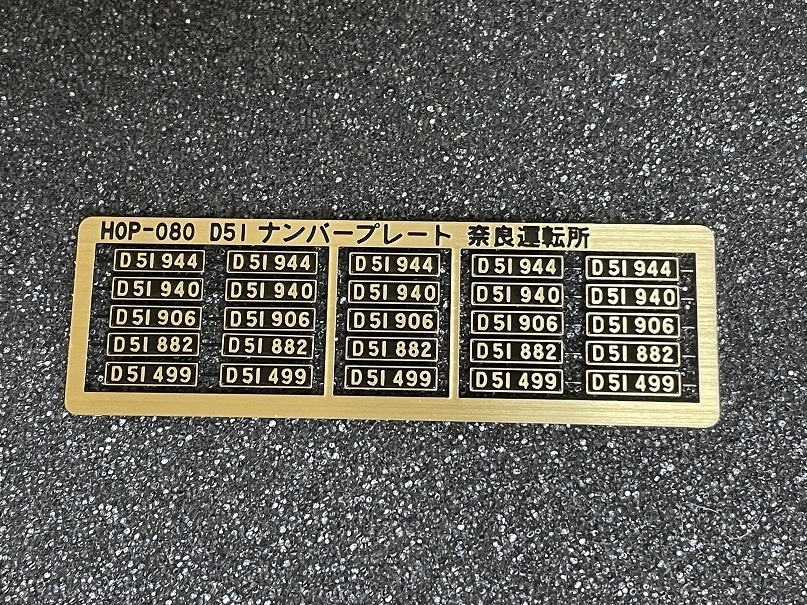 HOP-080 D51 ナンバープレート 奈良運転所
D51 944 D51 944 D51 944 D51 944 D51 944
D51 940 D51 940 D51 940 D51 940 D51 940
D51 906 D51 906 D51 906 D51 906 D51 906
D51 882 D51 882 D51 882 D51 882 D51 882
D51 499 D51 499 D51 499 D51 499 D51 499